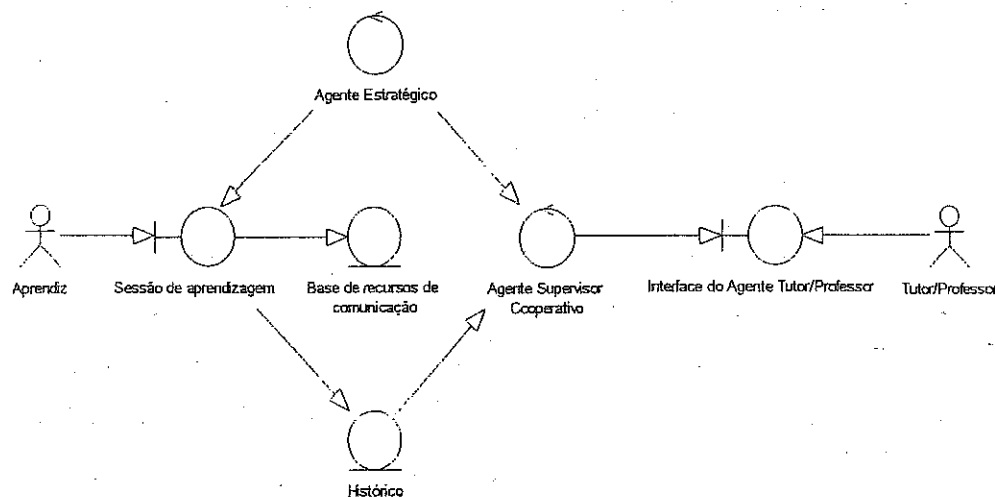 Agente Estratégico
Aprendiz
Sessão de aprendizagem
Base de recursos de
comunicação
Agente Supervisor
Cooperativo
Interface do Agente Tutor/Professor
Tutor/Professor
Histórico